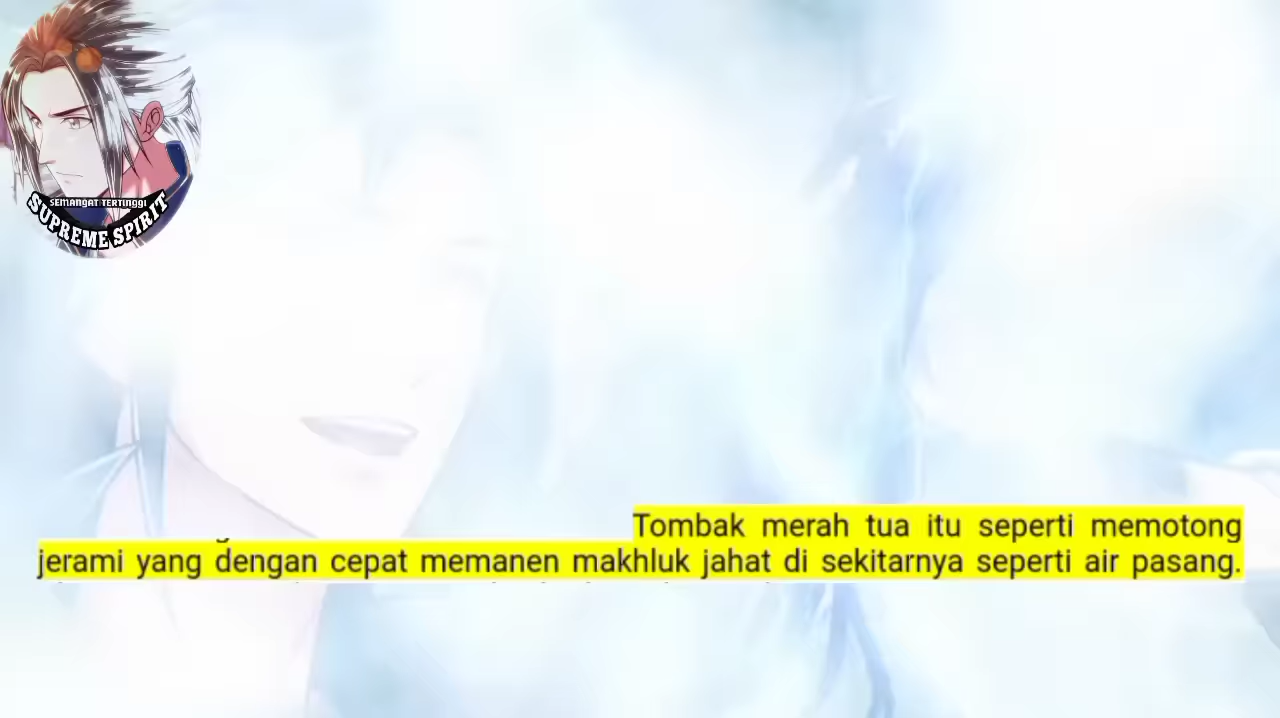 SEMANGAT TERTINGGI
SUPREME SPIRIT
Tombak merah tua itu seperti memotong
jerami yang dengan cepat memanen makhluk jahat di sekitarnya seperti air pasang.